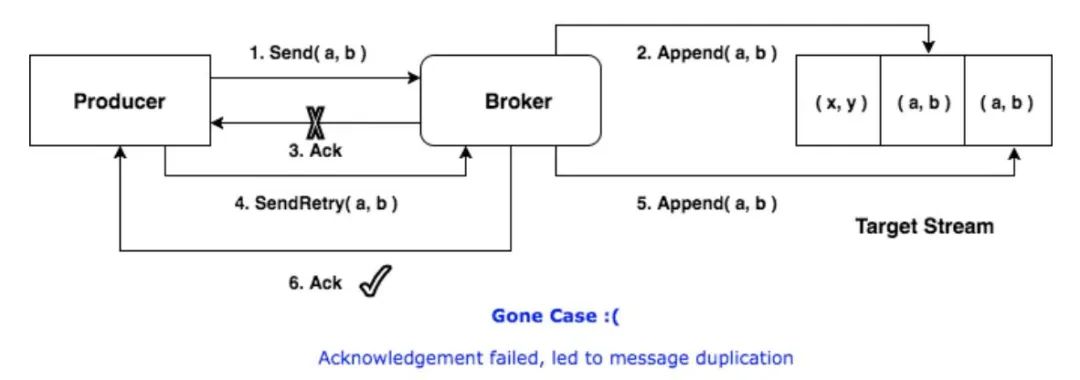 1. Send( a, b )
2. Append( a, b )
Producer
Broker
( x, y )
( a, b )
( a, b )
3. Ack
4. SendRetry( a, b )
5. Append( a, b )
Target Stream
6. Ack
Gone Case :(
Acknowledgement failed, led to message duplication